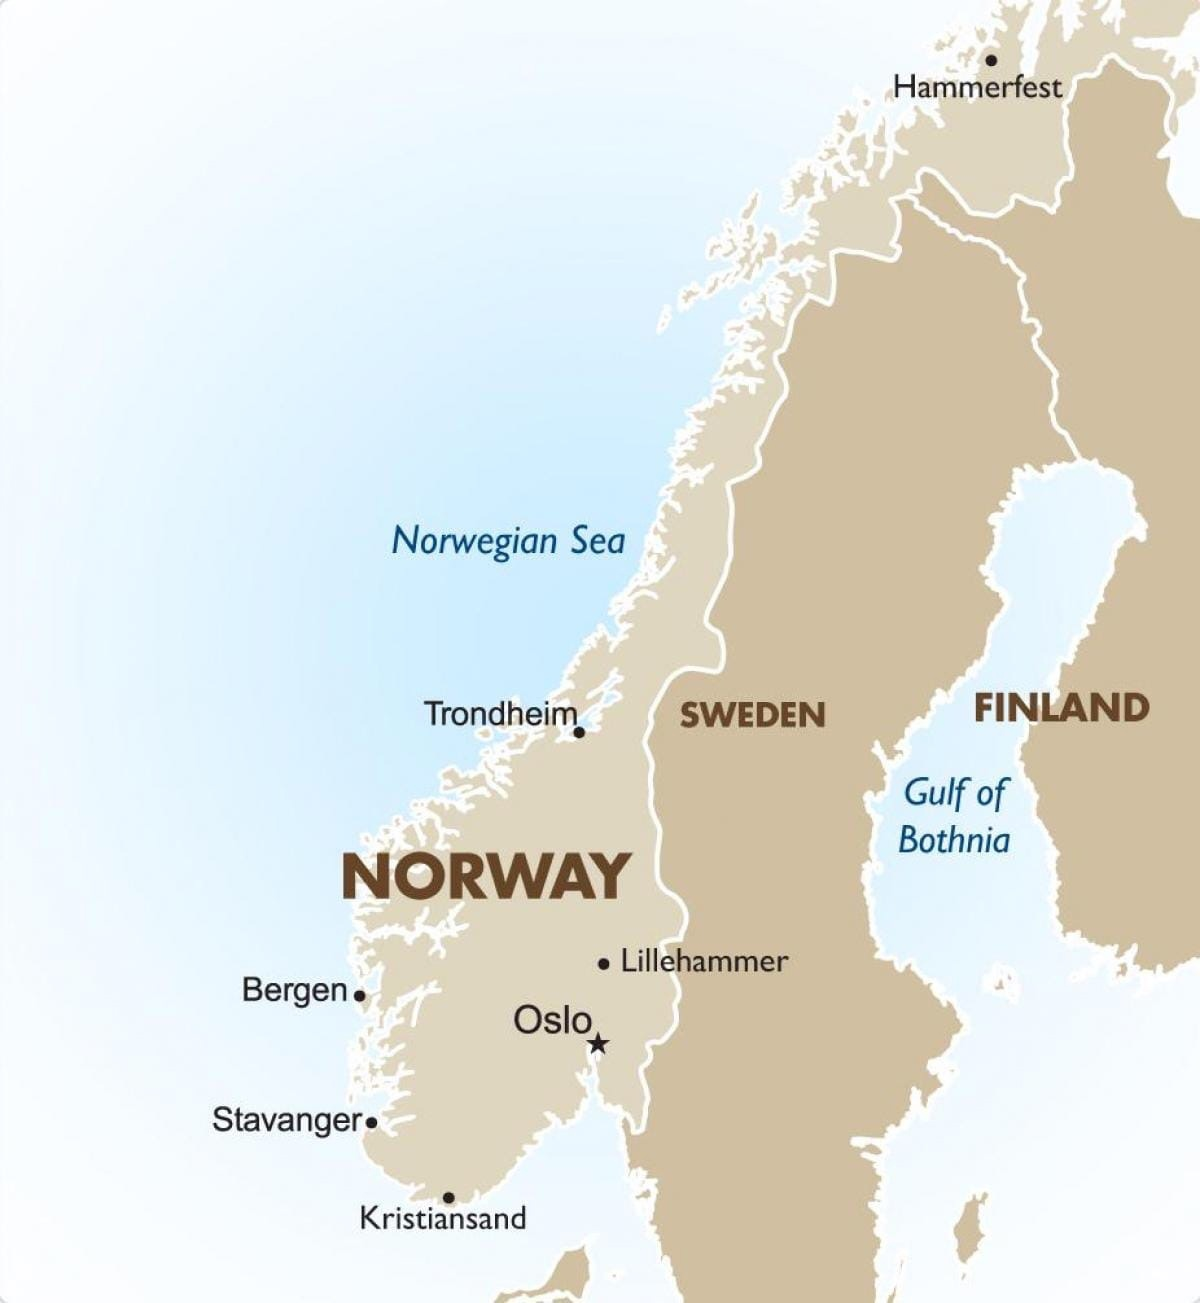 Hammerfest
Norwegian Sea
Trondheim
SWEDEN
FINLAND
Gulf of
Bothnia
NORWAY
Lillehammer
Bergen
Oslo
Stavanger
Kristiansand